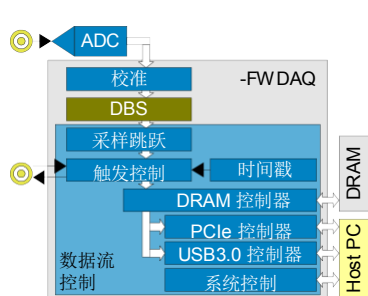 ADC
校准
-FW DAQ
DBS
采样跳跃
触发控制
时间戳
DRAM 控制器
DRAM
PCIe 控制器
USB3.0 控制器
数据流
控制
系统控制
Host PC